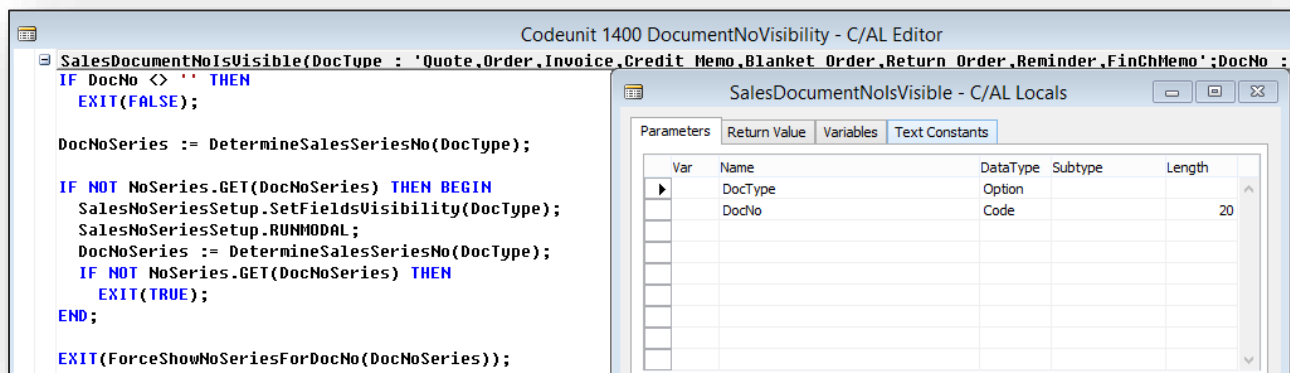 Codeunit 1400 DocumentNoVisibility - C/AL Editor
SalesDocumentNoIsVisible(DocType : 'Quote,Order,Invoice,Credit Memo,Blanket Order,Return Order,Reminder,FinChMemo';DocNo :
IF DocNo <> '' THEN
EXIT(FALSE);
DocNoSeries := DetermineSalesSeriesNo(DocType);
IF NOT NoSeries.GET(DocNoSeries) THEN BEGIN
SalesNoSeriesSetup.SetFieldsVisibility(DocType);
SalesNoSeriesSetup.RUNMODAL;
DocNoSeries := DetermineSalesSeriesNo(DocType);
IF NOT NoSeries.GET(DocNoSeries) THEN
EXIT(TRUE);
END;
EXIT(ForceShowNoSeriesForDocNo(DocNoSeries));
SalesDocumentNoIsVisible - C/AL Locals
Parameters Return Value Variables Text Constants
Var Name DataType Subtype Length
DocType Option
DocNo Code 20